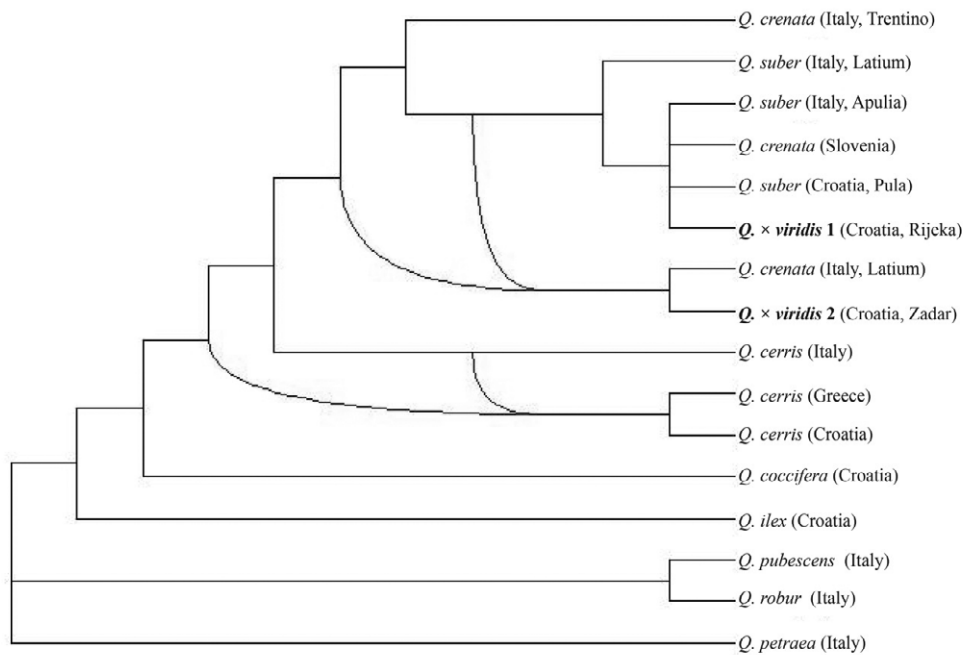 Q. crenata (Italy, Trentino)
Q. suber (Italy, Latium)
Q. suber (Italy, Apulia)
Q. crenata (Slovenia)
Q. suber (Croatia, Pula)
Q. × viridis 1 (Croatia, Rijcka)
Q. crenata (Italy, Latium)
Q. × viridis 2 (Croatia, Zadar)
Q. cerris (Italy)
Q. cerris (Greece)
Q. cerris (Croatia)
Q. coccifera (Croatia)
Q. ilex (Croatia)
Q. pubescens (Italy)
Q. robur (Italy)
Q. petraea (Italy)